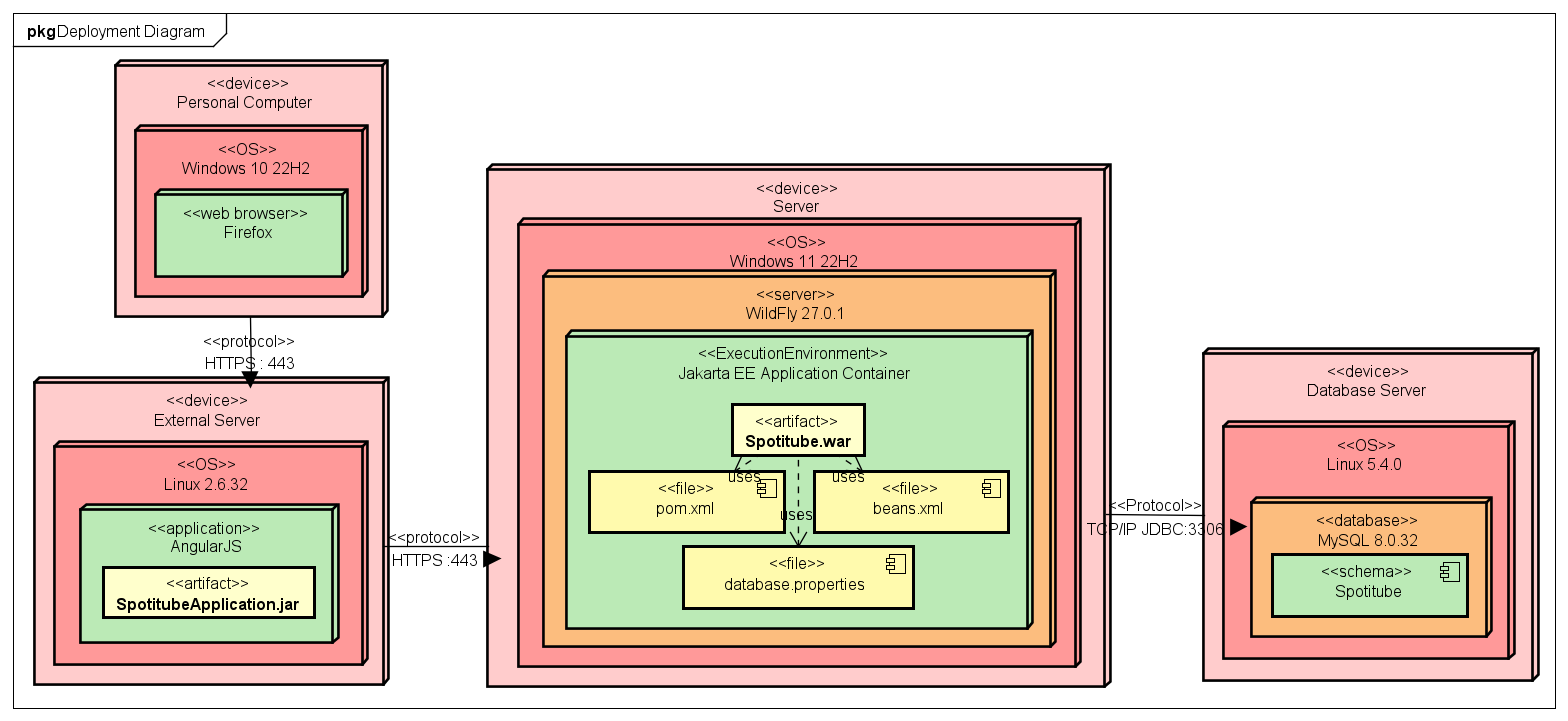 pkg Deployment Diagram
<<device>>
Personal Computer
<<OS>>
Windows 10 22H2
<<web browser>>
Firefox
<<protocol>>
HTTPS : 443
<<device>>
External Server
<<OS>>
Linux 2.6.32
<<application>>
AngularJS
<<artifact>>
SpotitubeApplication.jar
<<protocol>>
HTTPS :443
<<device>>
Server
<<OS>>
Windows 11 22H2
<<server>>
WildFly 27.0.1
<<ExecutionEnvironment>>
Jakarta EE Application Container
<<artifact>>
Spotitube.war
uses
uses
uses
<<file>>
pom.xml
<<file>>
beans.xml
<<file>>
database.properties
<<Protocol>>
TCP/IP JDBC:3306
<<device>>
Database Server
<<OS>>
Linux 5.4.0
<<database>>
MySQL 8.0.32
<<schema>>
Spotitube